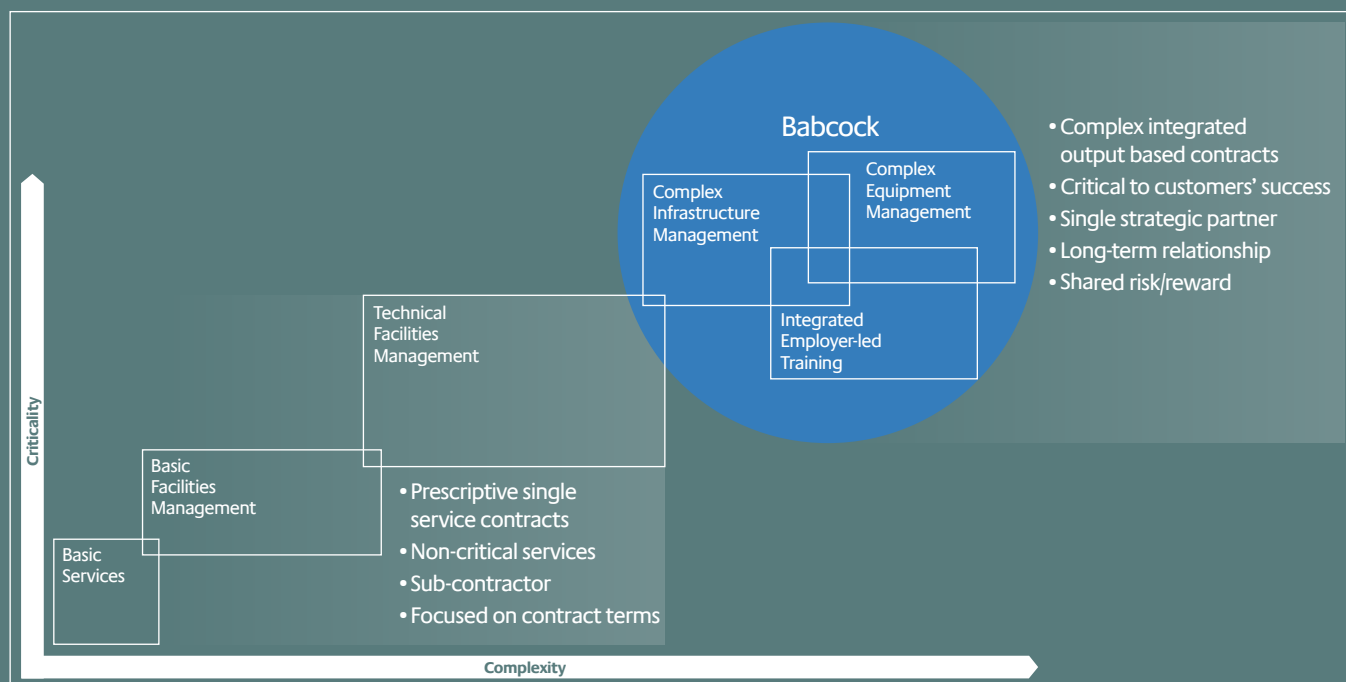 Babcock
Complex
Infrastructure
Management
Complex
Equipment
Management
Integrated
Employer-led
Training
• Complex integrated
output based contracts
• Critical to customers’ success
• Single strategic partner
• Long-term relationship
• Shared risk/reward
Technical
Facilities
Management
Basic
Facilities
Management
Basic
Services
• Prescriptive single
service contracts
• Non-critical services
• Sub-contractor
• Focused on contract terms
Criticality
Complexity